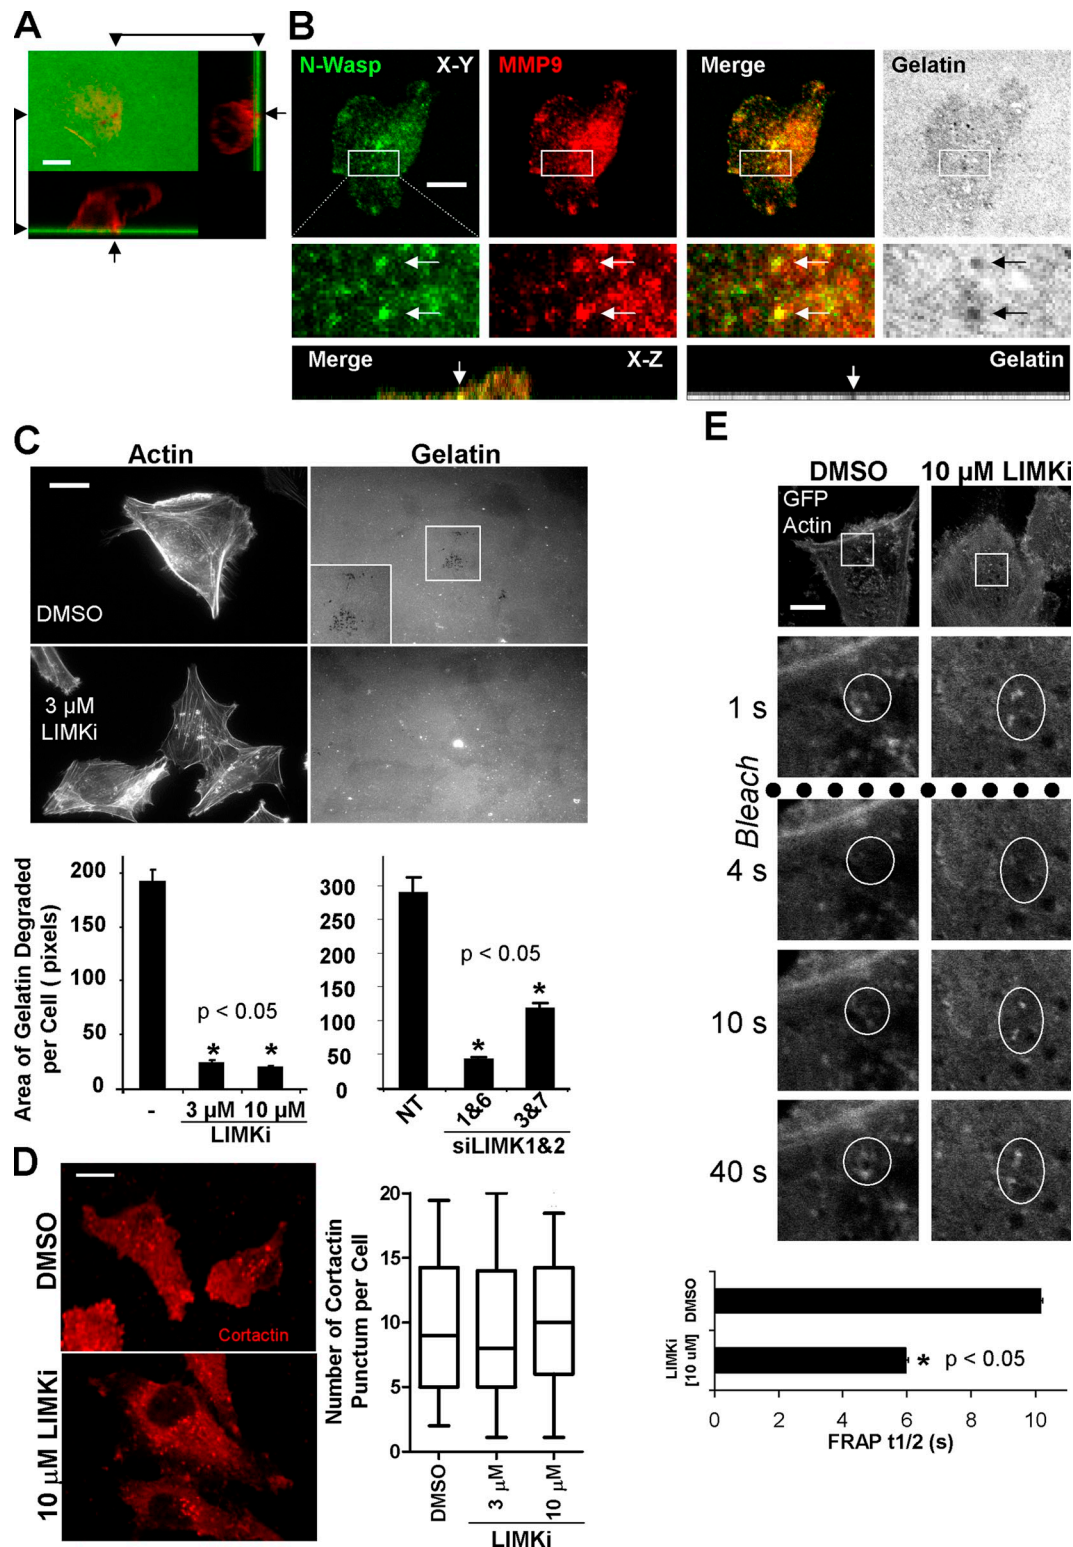 A
B
N-Wasp
X-Y
MMP9
Merge
Gelatin
Merge
X-Z
Gelatin
C
Actin
Gelatin
DMSO
3 µM
LIMKi
Area of Gelatin Degraded
per Cell ( pixels)
200
150
100
50
0
p < 0.05
*
*
-
3 µM
10 µM
LIMKi
300
250
200
150
100
50
0
p < 0.05
*
*
NT
1&6
3&7
siLIMK1&2
D
DMSO
Cortactin
10 µM LIMKi
Number of Cortactin
Punctum per Cell
20
15
10
5
0
DMSO
3 µM
10 µM
LIMKi
E
DMSO
10 µM LIMKi
GFP
Actin
1 s
Bleach
4 s
10 s
40 s
DMSO
LIMKi
[10 uM]
* p < 0.05
0
2
4
6
8
10
FRAP t1/2 (s)